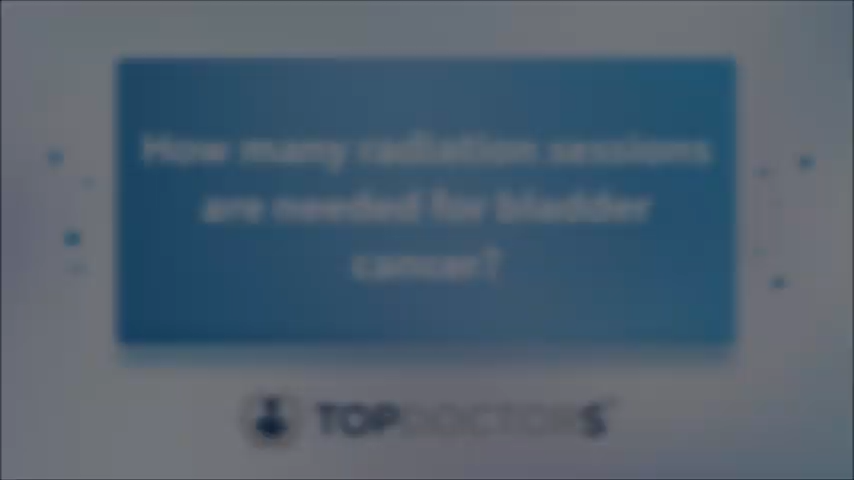 How many radiation sessions
are needed for bladder
cancer?
TOPDOCTORS